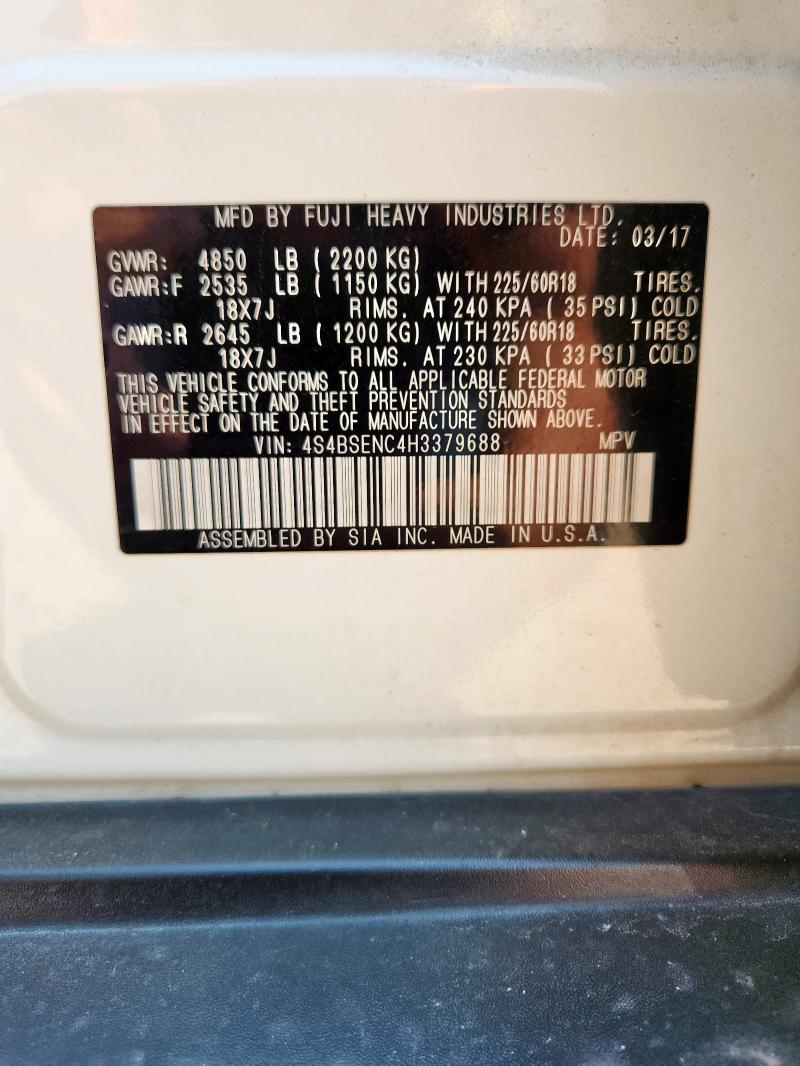 MFD BY FUJI HEAVY INDUSTRIES LTD.
DATE: 03/17
GVWR: 4850 LB ( 2200 KG)
GAWR:F 2535 LB ( 1150 KG) WITH 225/60R18 TIRES.
18X7J RIMS. AT 240 KPA ( 35 PSI) COLD
GAWR:R 2645 LB ( 1200 KG) WITH 225/60R18 TIRES.
18X7J RIMS. AT 230 KPA ( 33 PSI) COLD
THIS VEHICLE CONFORMS TO ALL APPLICABLE FEDERAL MOTOR
VEHICLE SAFETY AND THEFT PREVENTION STANDARDS
IN EFFECT ON THE DATE OF MANUFACTURE SHOWN ABOVE.
VIN: 4S4BSENC4H3379688 MPV
ASSEMBLED BY SIA INC. MADE IN U.S.A.